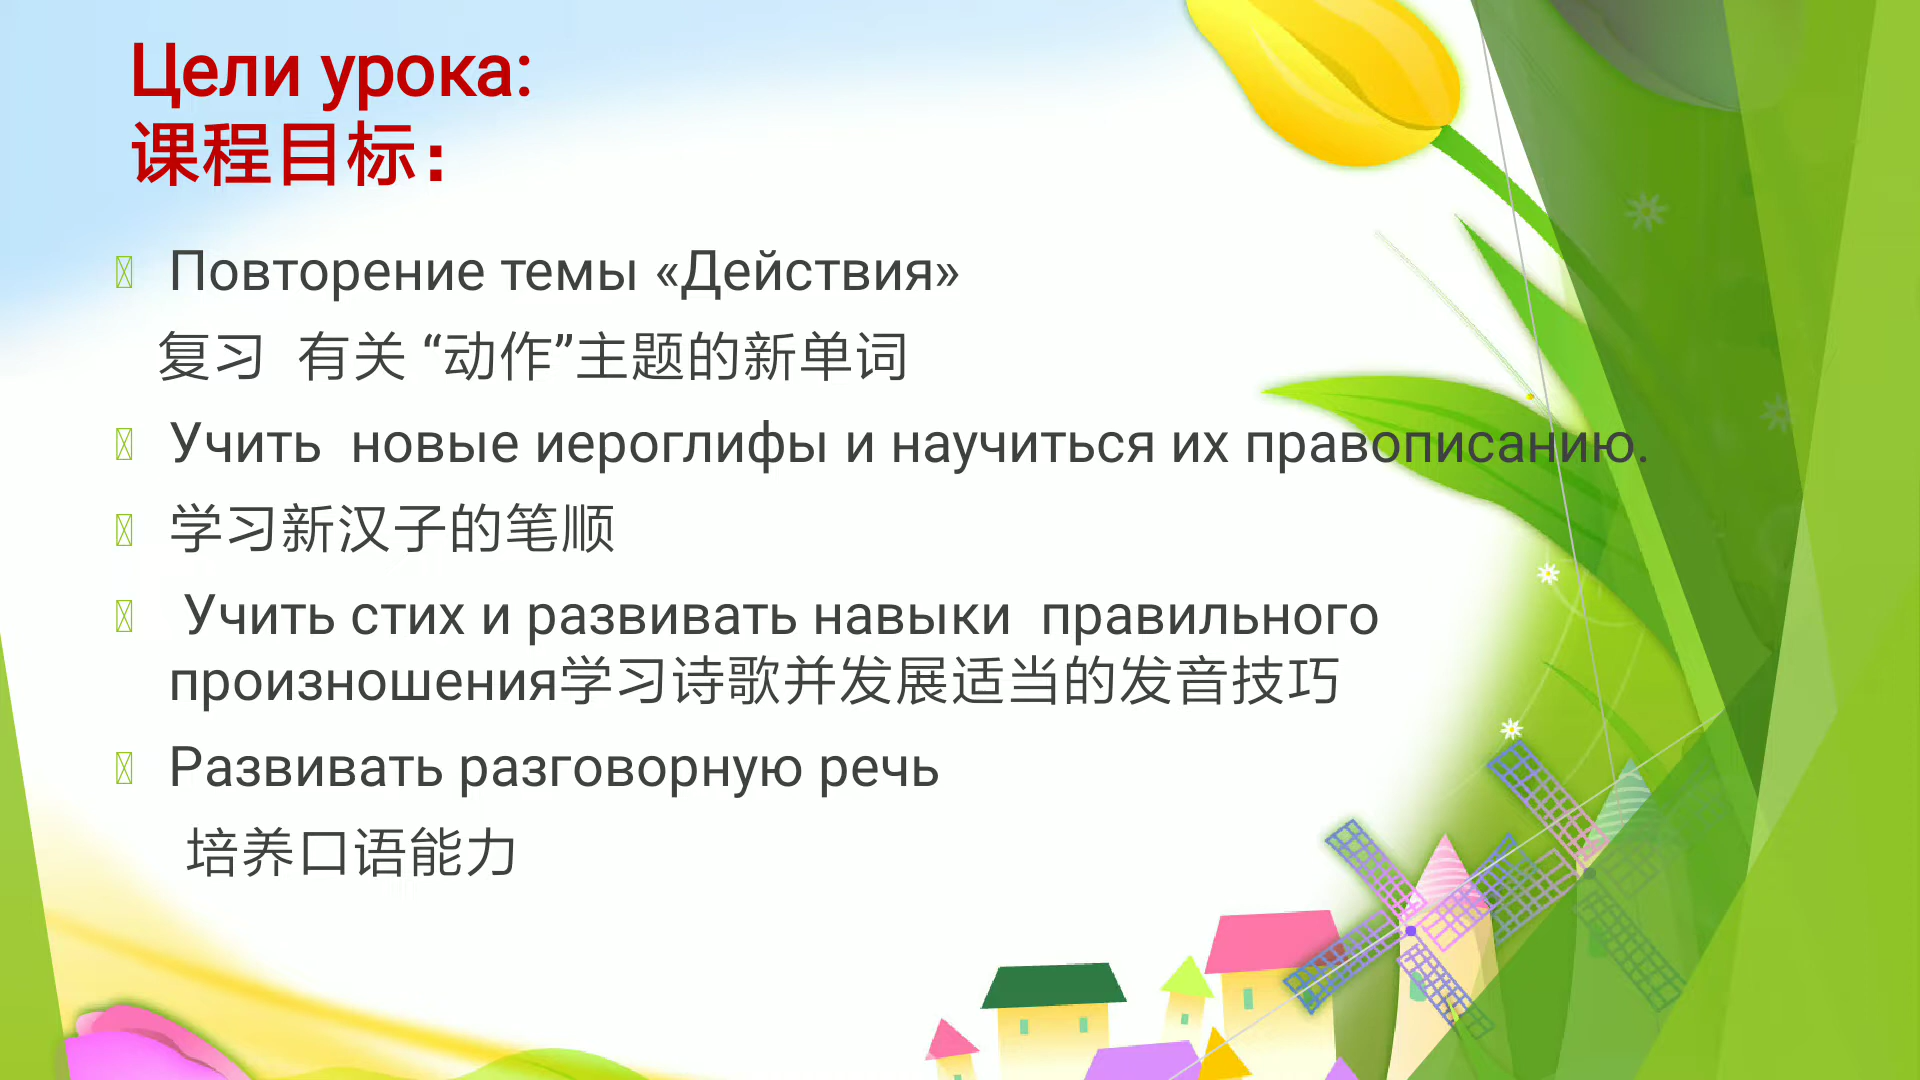 Цели урока:
课程目标：
Повторение темы «Действия»
复习 有关 “动作”主题的新单词
Учить новые иероглифы и научиться их правописанию.
学习新汉子的笔顺
Учить стих и развивать навыки правильного
произношения学习诗歌并发展适当的发音技巧
Развивать разговорную речь
培养口语能力